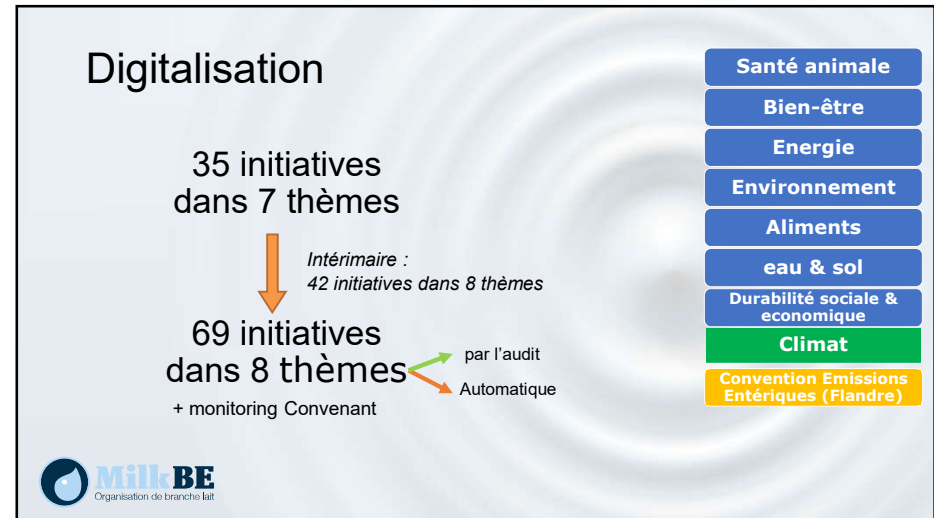 Digitalisation
35 initiatives
dans 7 thèmes
Intérimaire :
42 initiatives dans 8 thèmes
69 initiatives
dans 8 thèmes
par l'audit
Automatique
+ monitoring Convenant
Santé animale
Bien-être
Energie
Environnement
Aliments
eau & sol
Durabilité sociale &
economique
Climat
Convention Emissions
Entériques (Flandre)
MilkBE
Organisation de branche lait